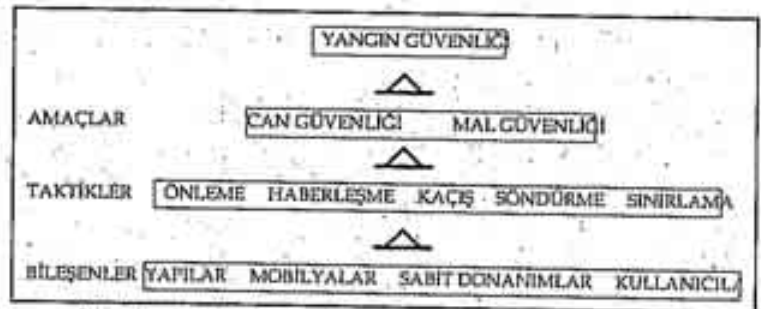 YANGIN GÜVENLİĞİ
AMAÇLAR CAN GÜVENLİĞİ MAL GÜVENLİĞİ
TAKTİKLER ÖNLEME HABERLEŞME KAÇIŞ SÖNDÜRME SINIRLAMA
BİLEŞENLER YAPILAR MOBİLYALAR SABİT DONANIMLAR KULLANICILA